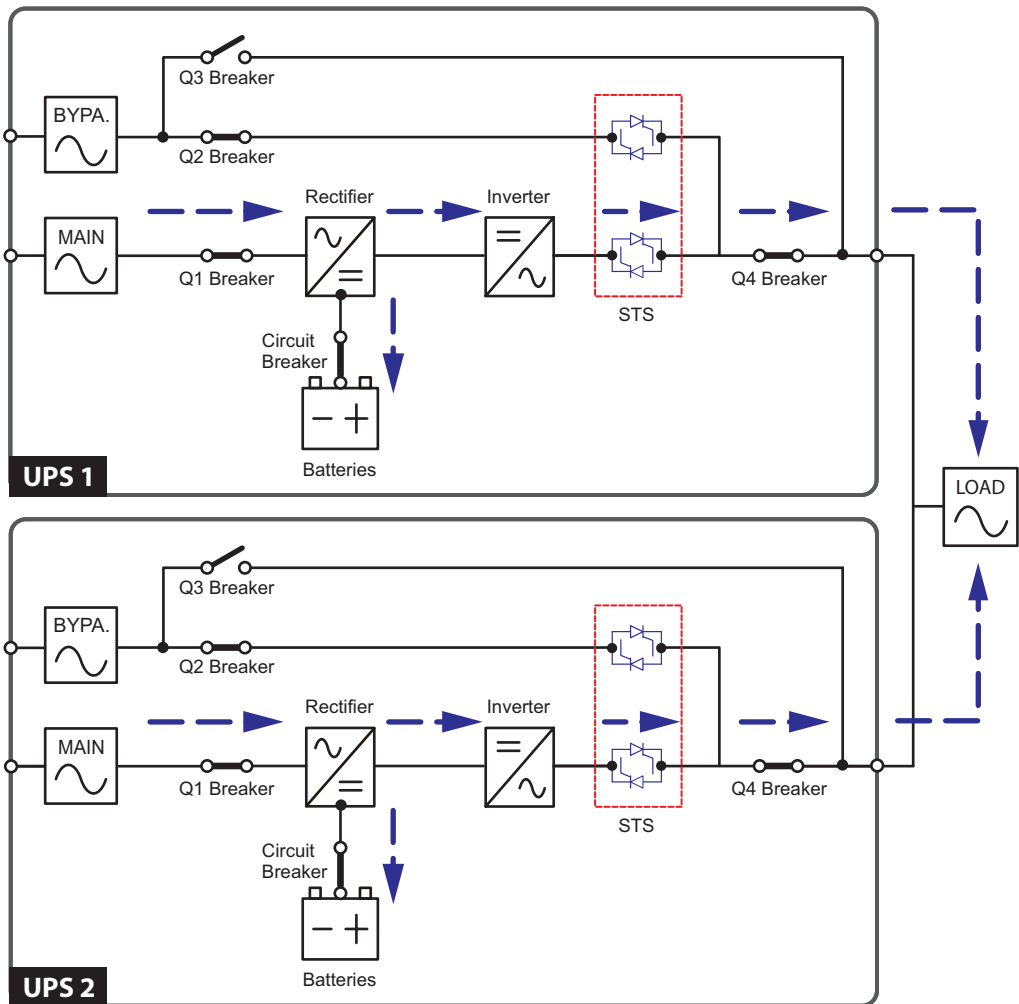 Q3 Breaker
BYPA.
Q2 Breaker
Rectifier
Inverter
MAIN
Q1 Breaker
Q4 Breaker
STS
Circuit
Breaker
Batteries
UPS 1
LOAD
Q3 Breaker
BYPA.
Q2 Breaker
Rectifier
Inverter
MAIN
Q1 Breaker
Q4 Breaker
STS
Circuit
Breaker
Batteries
UPS 2